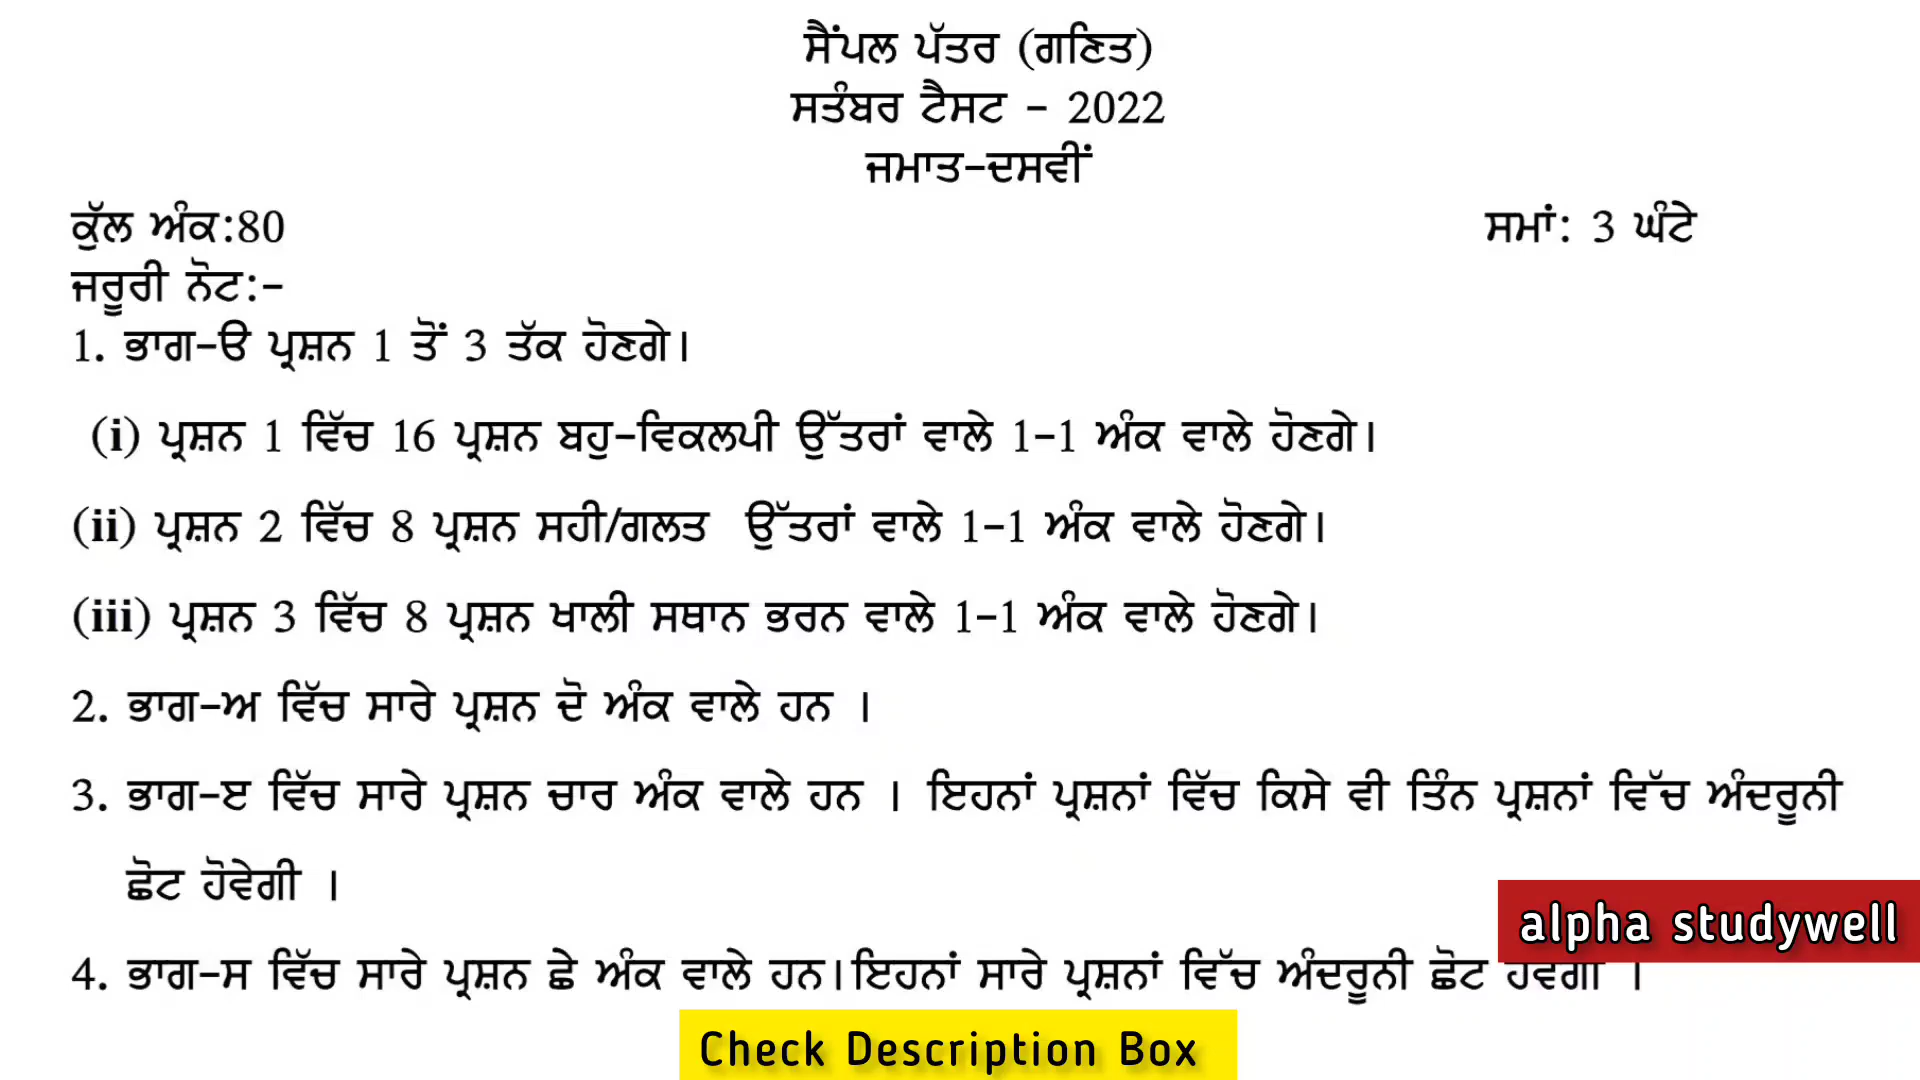 ਸੈਂਪਲ ਪੱਤਰ (ਗਣਿਤ)
ਸਤੰਬਰ ਟੈਸਟ - 2022
ਜਮਾਤ-ਦਸਵੀਂ
ਕੁੱਲ ਅੰਕ:80 ਸਮਾਂ: 3 ਘੰਟੇ
ਜਰੂਰੀ ਨੋਟ:-
1. ਭਾਗ-ੳ ਪ੍ਰਸ਼ਨ 1 ਤੋਂ 3 ਤੱਕ ਹੋਣਗੇ।
(i) ਪ੍ਰਸ਼ਨ 1 ਵਿੱਚ 16 ਪ੍ਰਸ਼ਨ ਬਹੁ-ਵਿਕਲਪੀ ਉੱਤਰਾਂ ਵਾਲੇ 1-1 ਅੰਕ ਵਾਲੇ ਹੋਣਗੇ।
(ii) ਪ੍ਰਸ਼ਨ 2 ਵਿੱਚ 8 ਪ੍ਰਸ਼ਨ ਸਹੀ/ਗਲਤ ਉੱਤਰਾਂ ਵਾਲੇ 1-1 ਅੰਕ ਵਾਲੇ ਹੋਣਗੇ।
(iii) ਪ੍ਰਸ਼ਨ 3 ਵਿੱਚ 8 ਪ੍ਰਸ਼ਨ ਖਾਲੀ ਸਥਾਨ ਭਰਨ ਵਾਲੇ 1-1 ਅੰਕ ਵਾਲੇ ਹੋਣਗੇ।
2. ਭਾਗ-ਅ ਵਿੱਚ ਸਾਰੇ ਪ੍ਰਸ਼ਨ ਦੋ ਅੰਕ ਵਾਲੇ ਹਨ ।
3. ਭਾਗ-ੲ ਵਿੱਚ ਸਾਰੇ ਪ੍ਰਸ਼ਨ ਚਾਰ ਅੰਕ ਵਾਲੇ ਹਨ । ਇਹਨਾਂ ਪ੍ਰਸ਼ਨਾਂ ਵਿੱਚ ਕਿਸੇ ਵੀ ਤਿੰਨ ਪ੍ਰਸ਼ਨਾਂ ਵਿੱਚ ਅੰਦਰੂਨੀ
ਛੋਟ ਹੋਵੇਗੀ ।
alpha studywell
4. ਭਾਗ-ਸ ਵਿੱਚ ਸਾਰੇ ਪ੍ਰਸ਼ਨ ਛੇ ਅੰਕ ਵਾਲੇ ਹਨ।ਇਹਨਾਂ ਸਾਰੇ ਪ੍ਰਸ਼ਨਾਂ ਵਿੱਚ ਅੰਦਰੂਨੀ ਛੋਟ ਹੋਵੇਗੀ ।
Check Description Box